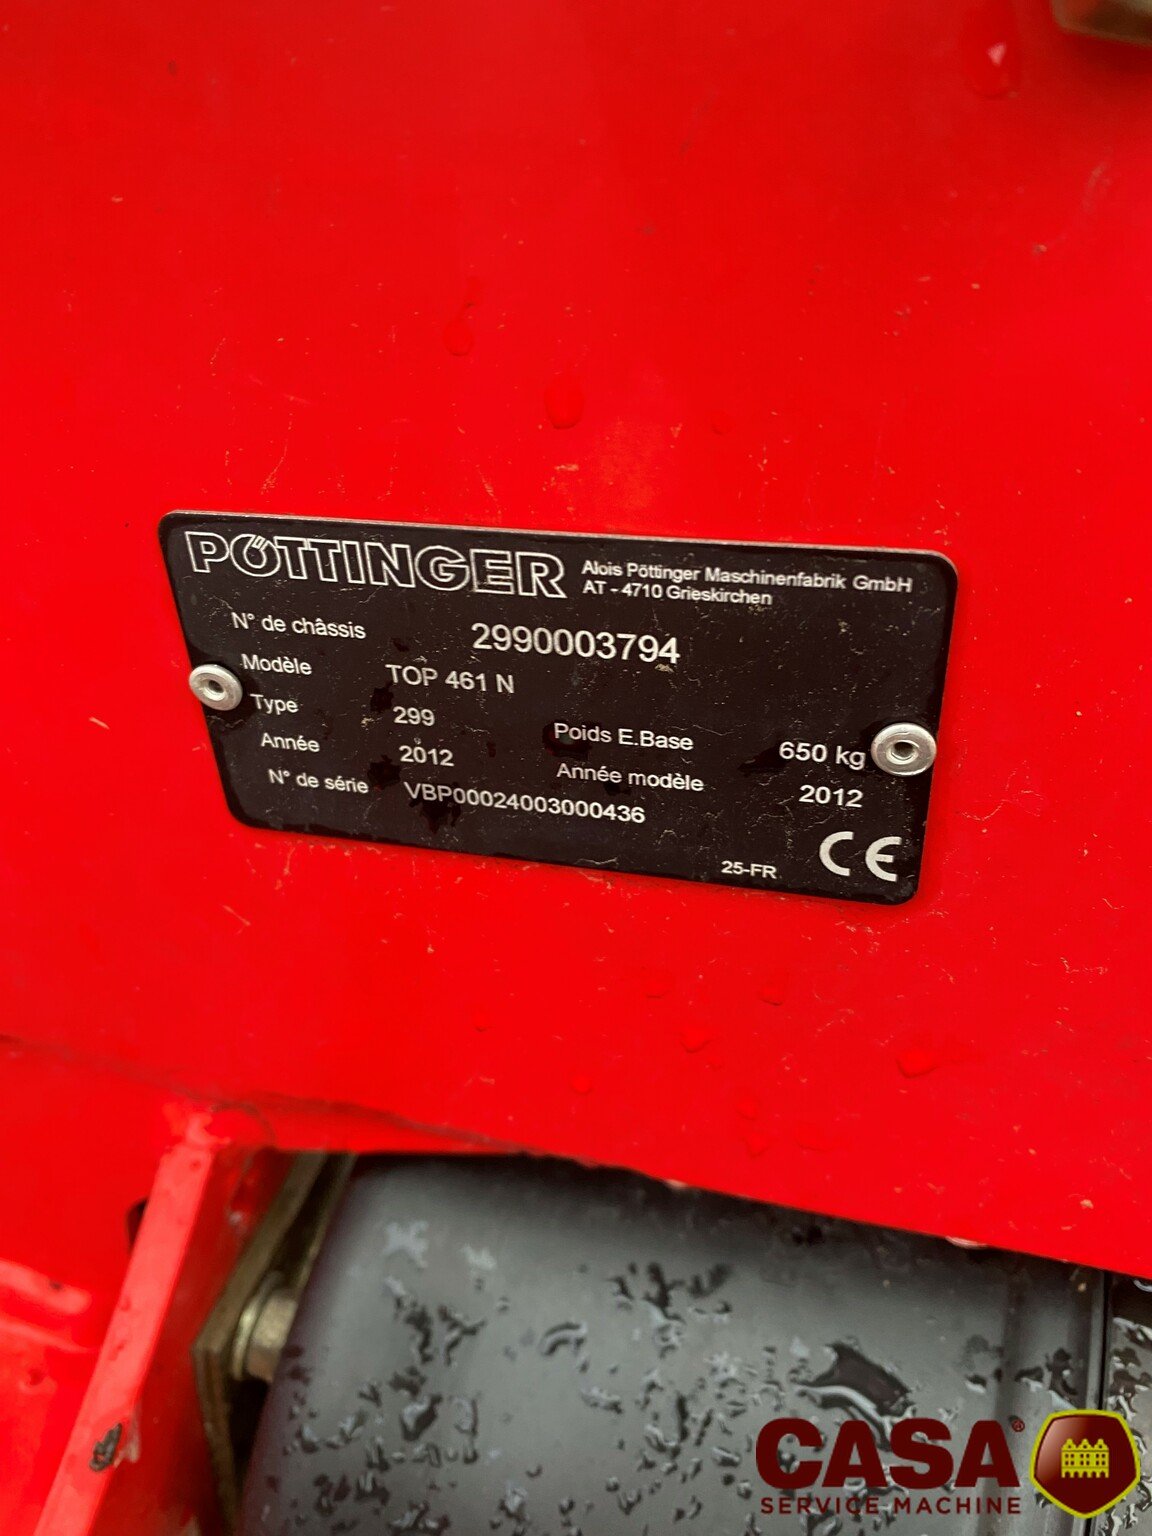 PÖTTINGER Alois Pöttinger Maschinenfabrik GmbH
AT - 4710 Grieskirchen
N° de châssis 2990003794
Modèle TOP 461 N
Type 299 Poids E.Base 650 kg
Année 2012 Année modèle 2012
N° de série VBP00024003000436
25-FR CE
CASA®
SERVICE MACHINE